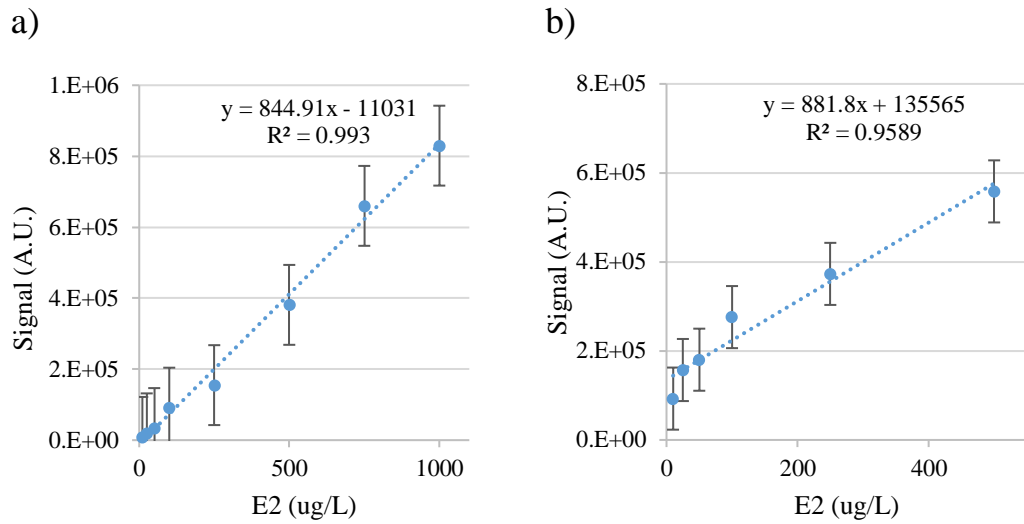 a)
1.E+06
8.E+05
6.E+05
4.E+05
2.E+05
0.E+00
Signal (A.U.)
y = 844.91x - 11031
R² = 0.993
0 500 1000
E2 (ug/L)
b)
8.E+05
6.E+05
4.E+05
2.E+05
0.E+00
Signal (A.U.)
y = 881.8x + 135565
R² = 0.9589
0 200 400
E2 (ug/L)